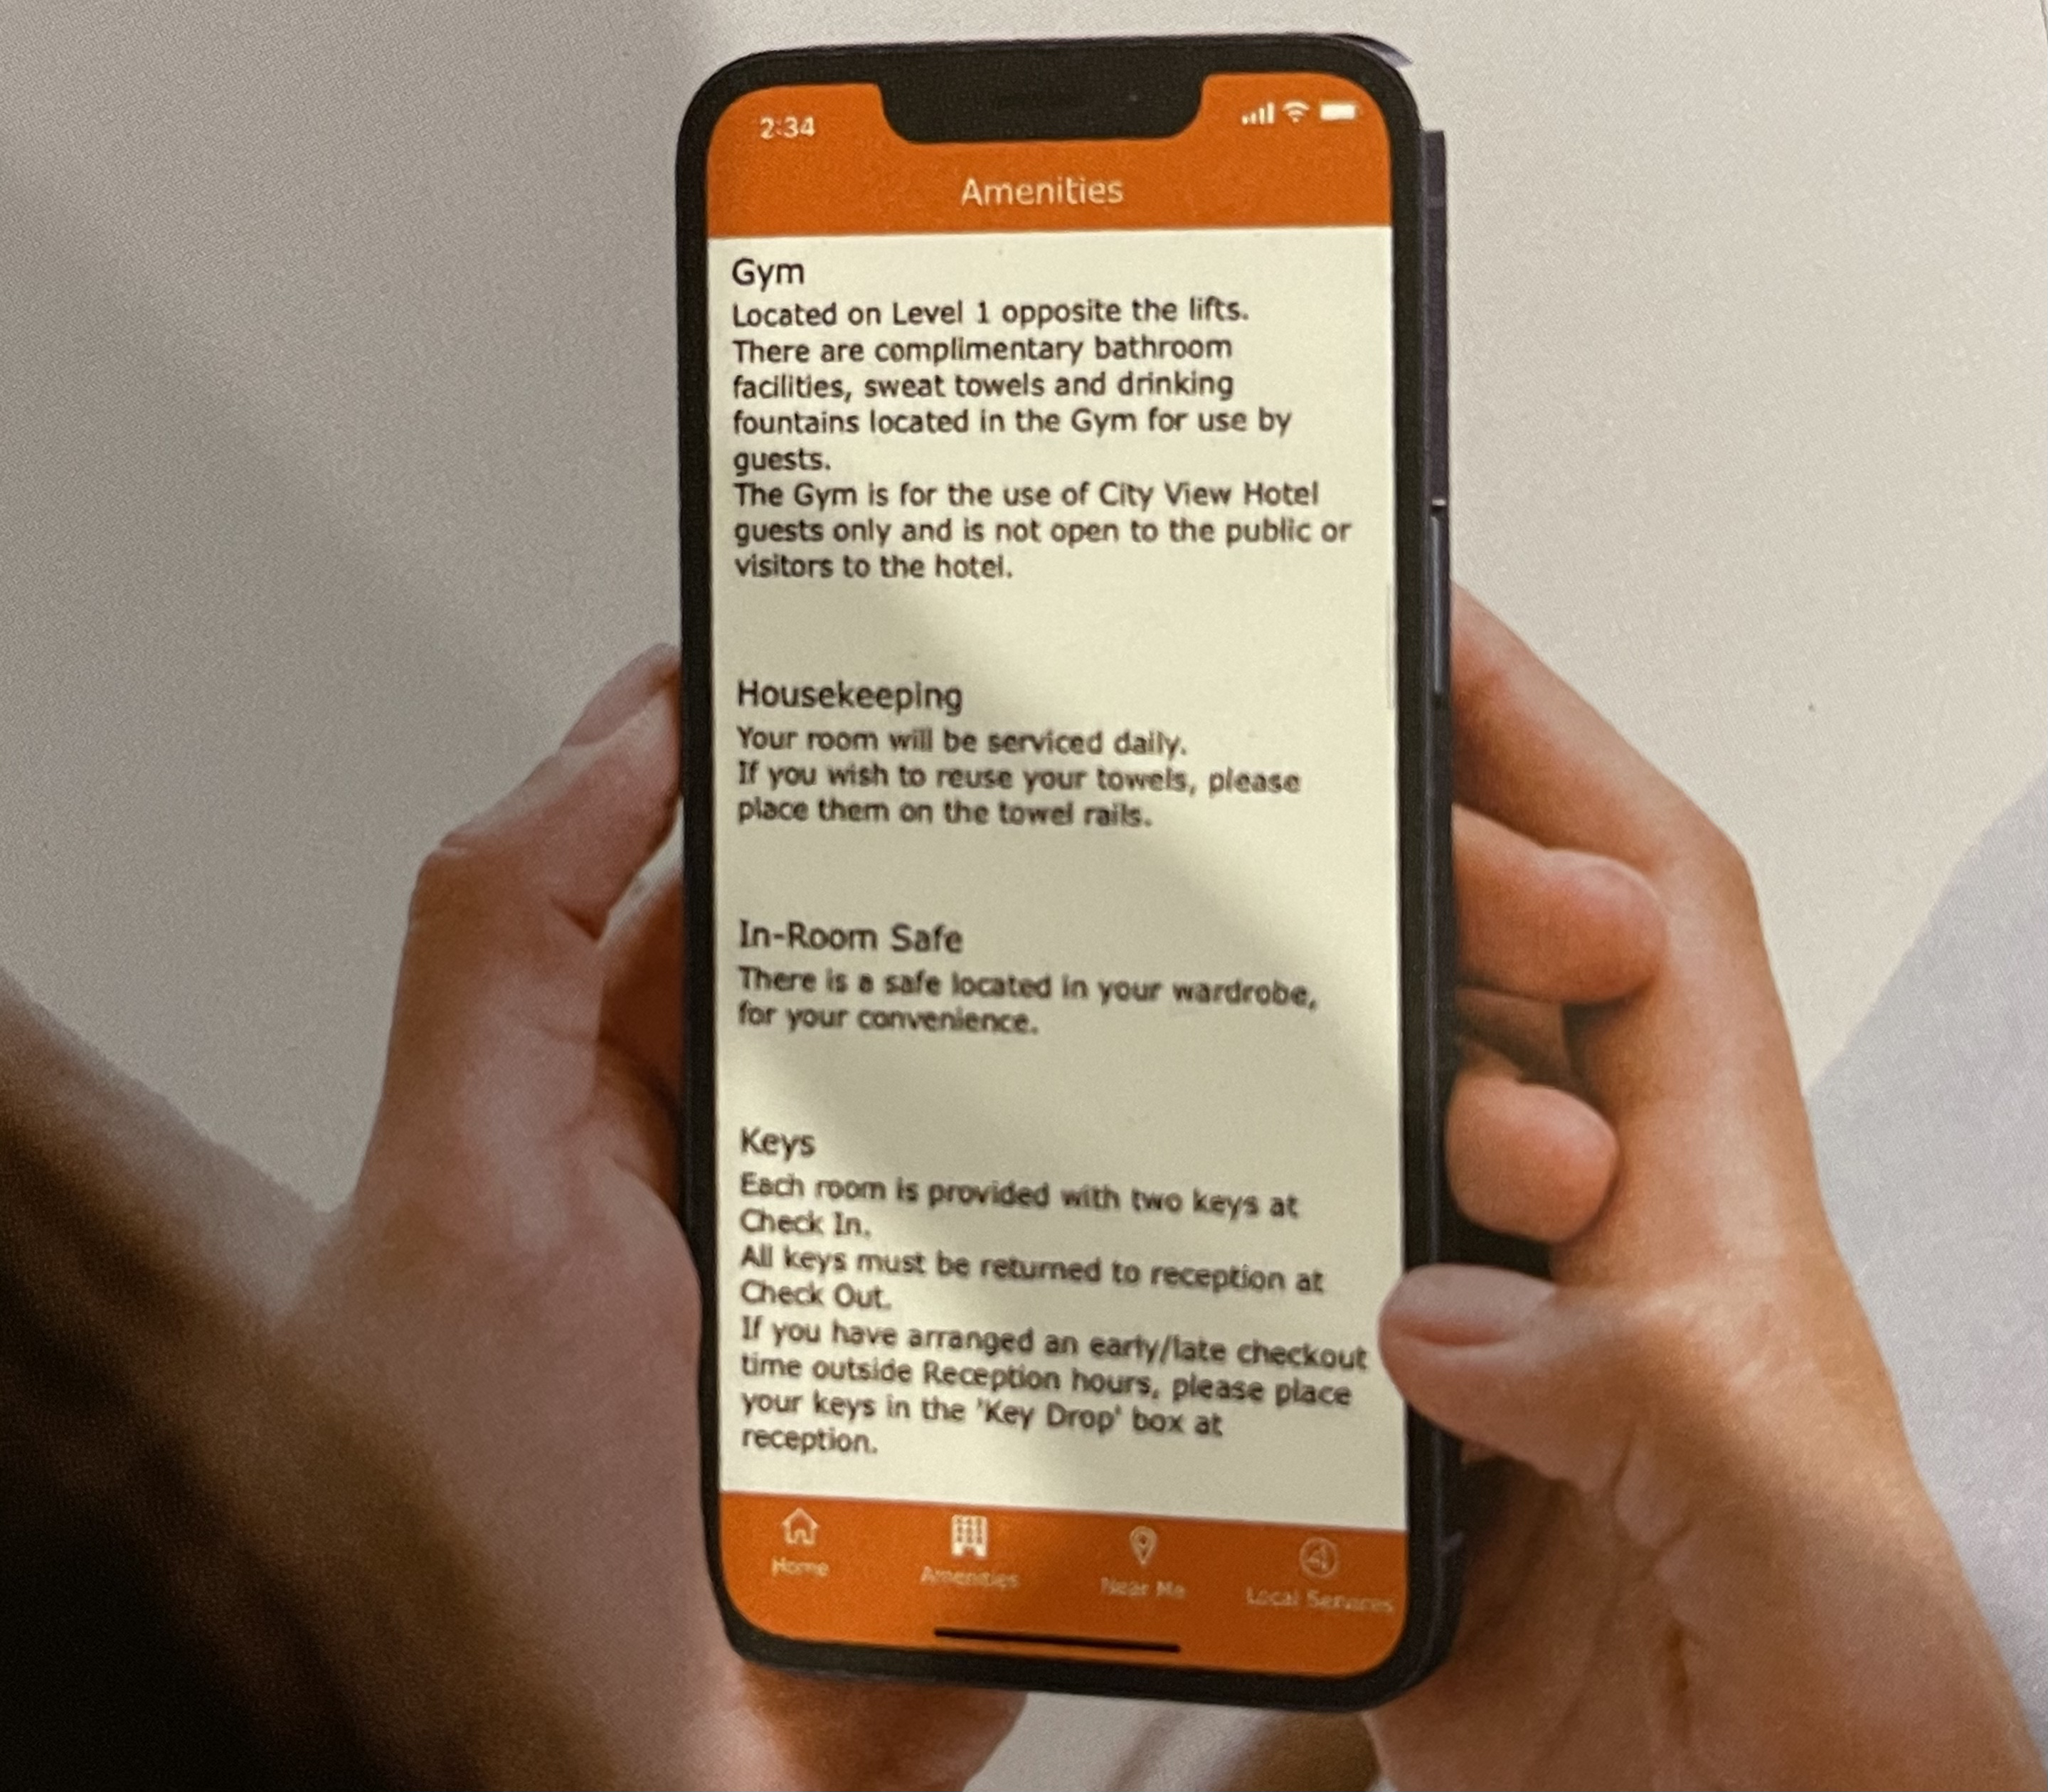 2:34
Amenities
Gym
Located on Level 1 opposite the lifts.
There are complimentary bathroom
facilities, sweat towels and drinking
fountains located in the Gym for use by
guests.
The Gym is for the use of City View Hotel
guests only and is not open to the public or
visitors to the hotel.
Housekeeping
Your room will be serviced daily.
If you wish to reuse your towels, please
place them on the towel rails.
In-Room Safe
There is a safe located in your wardrobe,
for your convenience.
Keys
Each room is provided with two keys at
Check In.
All keys must be returned to reception at
Check Out.
If you have arranged an early/late checkout
time outside Reception hours, please place
your keys in the 'Key Drop' box at
reception.
Home
Amenities
Near Me
Local Services